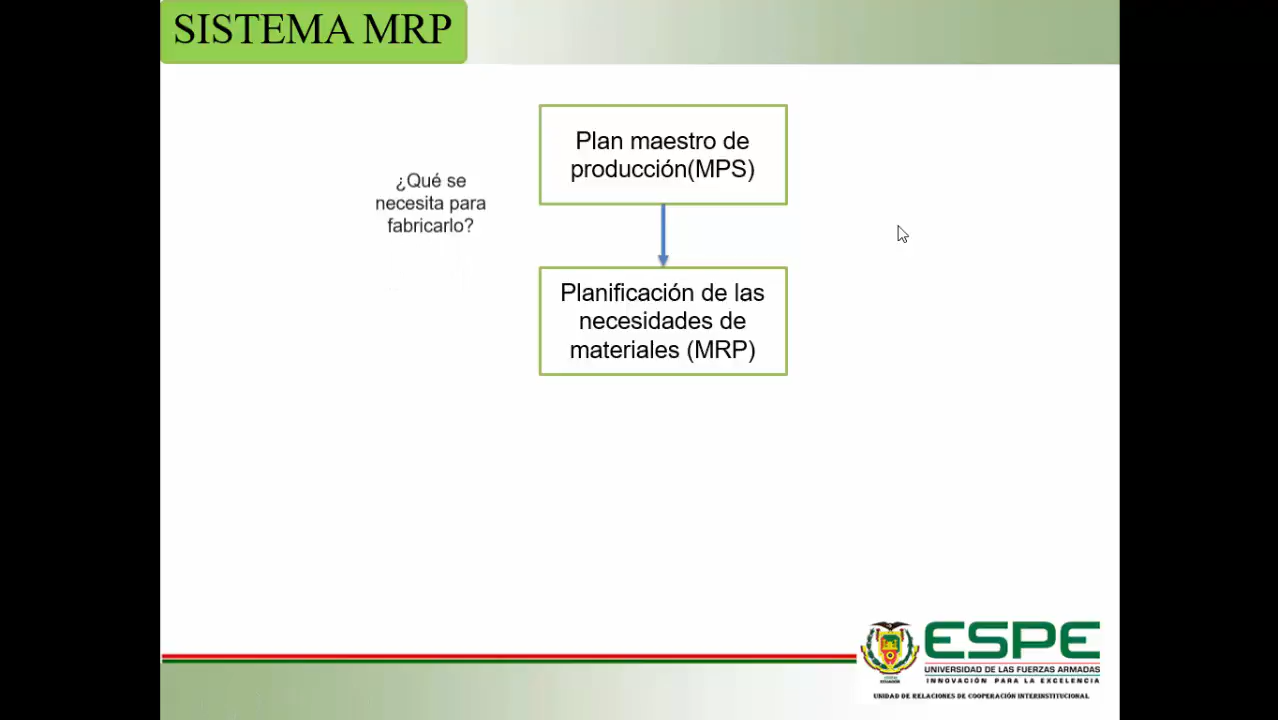 SISTEMA MRP
Plan maestro de
producción(MPS)
¿Qué se
necesita para
fabricarlo?
Planificación de las
necesidades de
materiales (MRP)
ESPE
UNIVERSIDAD DE LAS FUERZAS ARMADAS
INNOVACIÓN PARA LA EXCELENCIA
UNIDAD DE RELACIONES DE COOPERACIÓN INTERINSTITUCIONAL